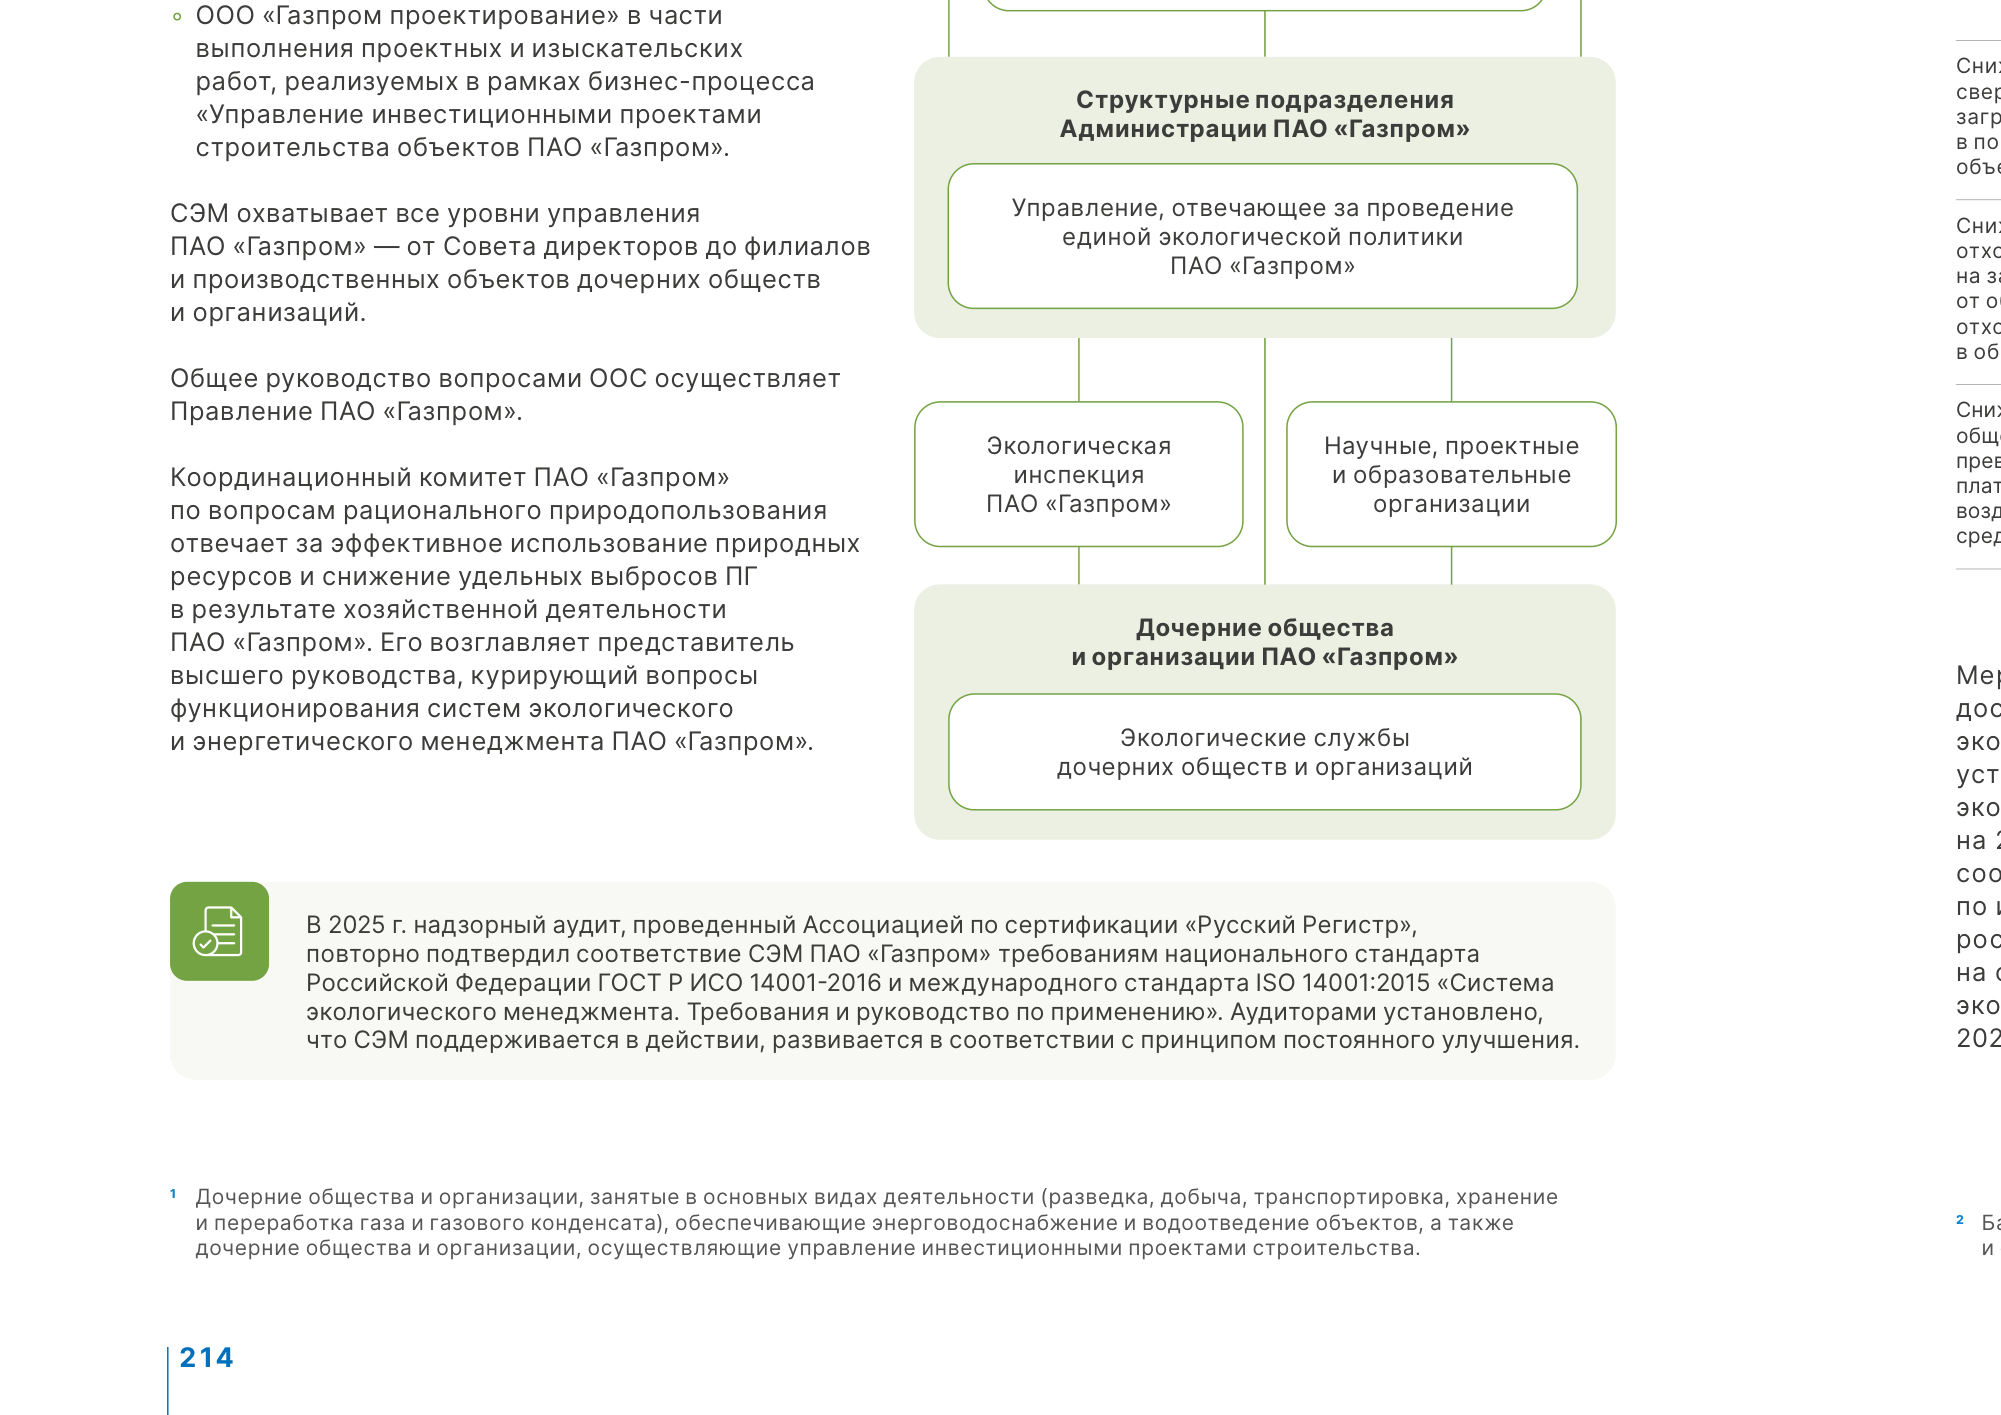 ООО «Газпром проектирование» в части
выполнения проектных и изыскательских
работ, реализуемых в рамках бизнес-процесса
«Управление инвестиционными проектами
строительства объектов ПАО «Газпром».
СЭМ охватывает все уровни управления
ПАО «Газпром» — от Совета директоров до филиалов
и производственных объектов дочерних обществ
и организаций.
Общее руководство вопросами ООС осуществляет
Правление ПАО «Газпром».
Координационный комитет ПАО «Газпром»
по вопросам рационального природопользования
отвечает за эффективное использование природных
ресурсов и снижение удельных выбросов ПГ
в результате хозяйственной деятельности
ПАО «Газпром». Его возглавляет представитель
высшего руководства, курирующий вопросы
функционирования систем экологического
и энергетического менеджмента ПАО «Газпром».
Структурные подразделения
Администрации ПАО «Газпром»
Управление, отвечающее за проведение
единой экологической политики
ПАО «Газпром»
Экологическая
инспекция
ПАО «Газпром»
Научные, проектные
и образовательные
организации
Дочерние общества
и организации ПАО «Газпром»
Экологические службы
дочерних обществ и организаций
В 2025 г. надзорный аудит, проведенный Ассоциацией по сертификации «Русский Регистр»,
повторно подтвердил соответствие СЭМ ПАО «Газпром» требованиям национального стандарта
Российской Федерации ГОСТ Р ИСО 14001-2016 и международного стандарта ISO 14001:2015 «Система
экологического менеджмента. Требования и руководство по применению». Аудиторами установлено,
что СЭМ поддерживается в действии, развивается в соответствии с принципом постоянного улучшения.
1 Дочерние общества и организации, занятые в основных видах деятельности (разведка, добыча, транспортировка, хранение
и переработка газа и газового конденсата), обеспечивающие энерговодоснабжение и водоотведение объектов, а также
дочерние общества и организации, осуществляющие управление инвестиционными проектами строительства.
214
в
на
от
в
на
по
на
2
и